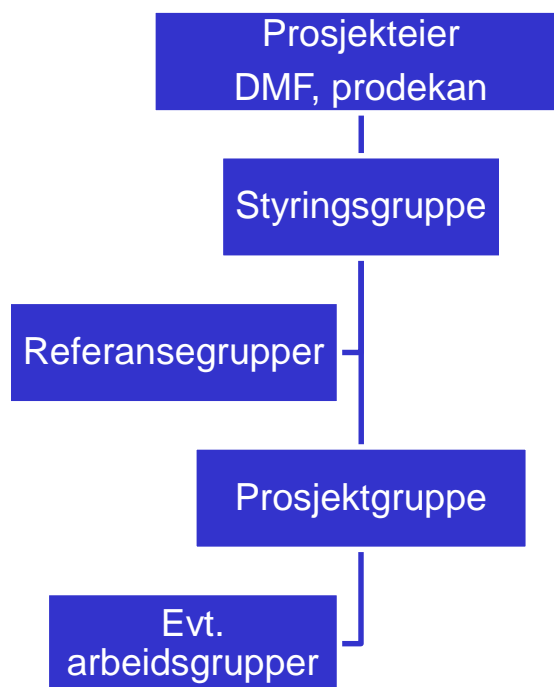 Prosjekteier
DMF, prodekan
Styringsgruppe
Referansegrupper
Prosjektgruppe
Evt.
arbeidsgrupper